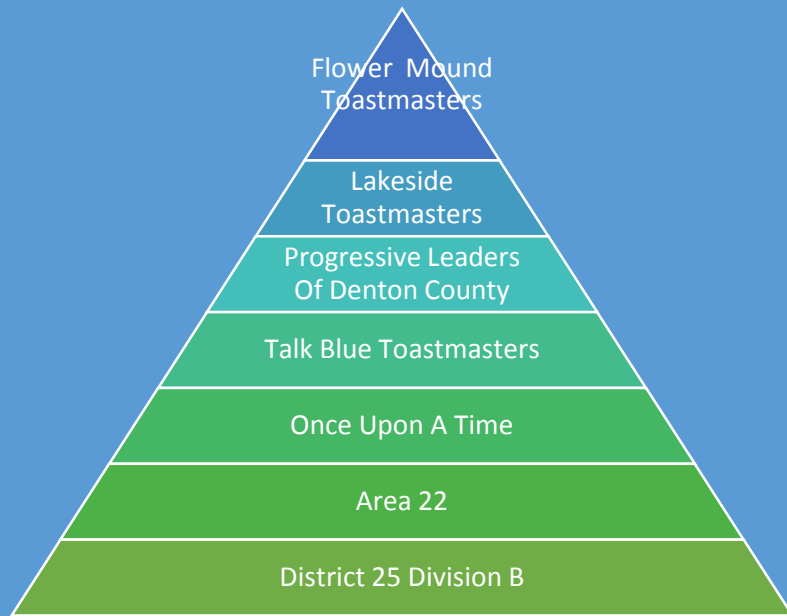 Flower  Mound
Toastmasters
Lakeside
Toastmasters
Progressive Leaders
Of Denton County
Talk Blue Toastmasters
Once Upon A Time
Area 22
District 25 Division B